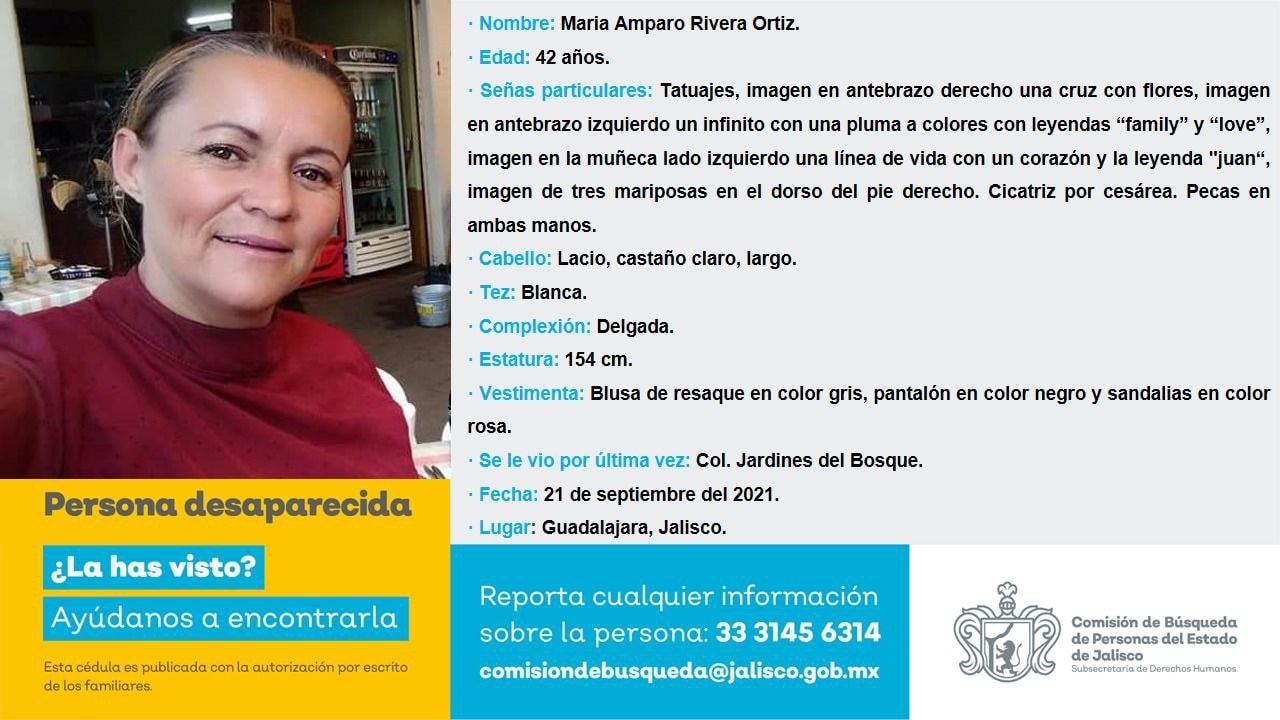 Corona
· Nombre: Maria Amparo Rivera Ortiz.
· Edad: 42 años.
· Señas particulares: Tatuajes, imagen en antebrazo derecho una cruz con flores, imagen
en antebrazo izquierdo un infinito con una pluma a colores con leyendas “family” y “love”,
imagen en la muñeca lado izquierdo una línea de vida con un corazón y la leyenda "juan“,
imagen de tres mariposas en el dorso del pie derecho. Cicatriz por cesárea. Pecas en
ambas manos.
· Cabello: Lacio, castaño claro, largo.
· Tez: Blanca.
· Complexión: Delgada.
· Estatura: 154 cm.
· Vestimenta: Blusa de resaque en color gris, pantalón en color negro y sandalias en color
rosa.
· Se le vio por última vez: Col. Jardines del Bosque.
· Fecha: 21 de septiembre del 2021.
· Lugar: Guadalajara, Jalisco.
Persona desaparecida
¿La has visto?
Ayúdanos a encontrarla
Esta cédula es publicada con la autorización por escrito
de los familiares.
Reporta cualquier información
sobre la persona: 33 3145 6314
comisiondebusqueda@jalisco.gob.mx
Comisión de Búsqueda
de Personas del Estado
de Jalisco
Subsecretaría de Derechos Humanos